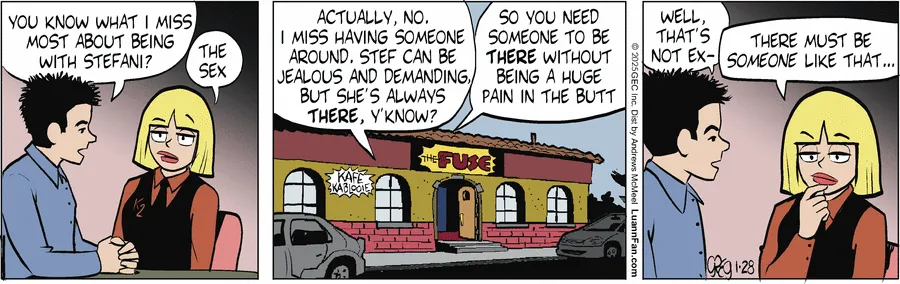 YOU KNOW WHAT I MISS
MOST ABOUT BEING
WITH STEFANI?
THE
SEX
K2
ACTUALLY, NO.
I MISS HAVING SOMEONE
AROUND. STEF CAN BE
JEALOUS AND DEMANDING,
BUT SHE'S ALWAYS
THERE, Y'KNOW?
SO YOU NEED
SOMEONE TO BE
THERE WITHOUT
BEING A HUGE
PAIN IN THE BUTT
THE FUSE
KAFE
KABLOOIE
© 2025 GEC Inc. Dist by Andrews McMeel LuannFan.com
WELL,
THAT'S
NOT EX-
THERE MUST BE
SOMEONE LIKE THAT...
GREG 1·28